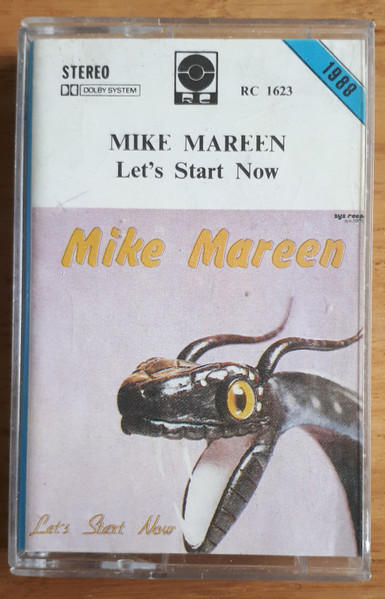 STEREO
DOLBY SYSTEM
RC
RC 1623
1988
MIKE MAREEN
Let's Start Now
Mike Mareen
Let's Start Now